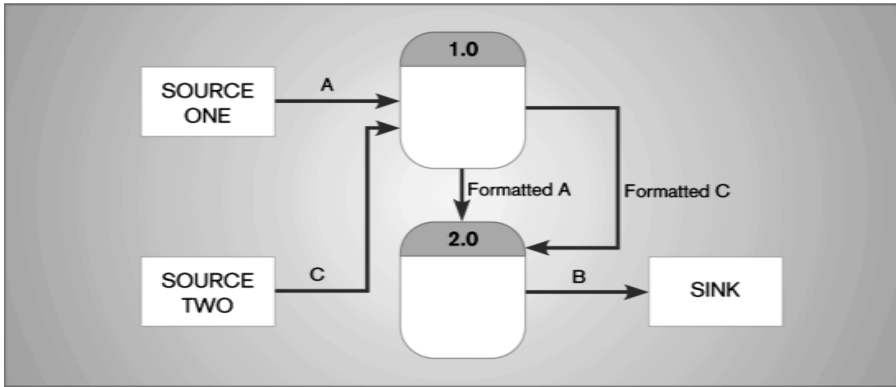 1.0
SOURCE
ONE
A
Formatted A
Formatted C
2.0
SOURCE
TWO
C
B
SINK